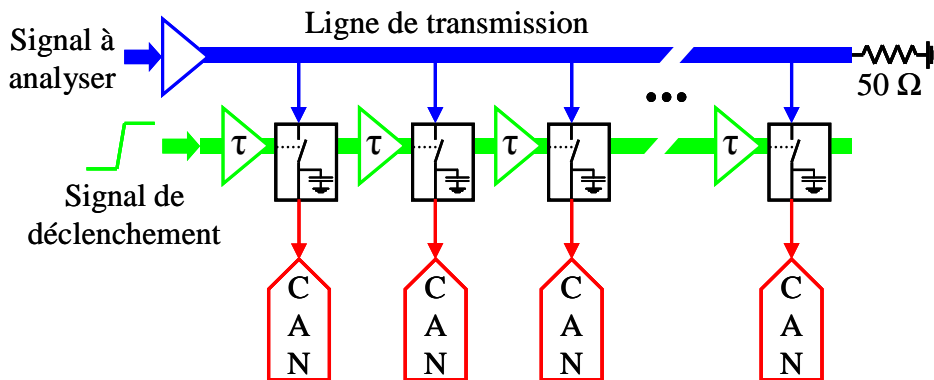 Ligne de transmission
Signal à
analyser
50 Ω
τ τ τ τ
Signal de
déclenchement
C C C C
A A A A
N N N N